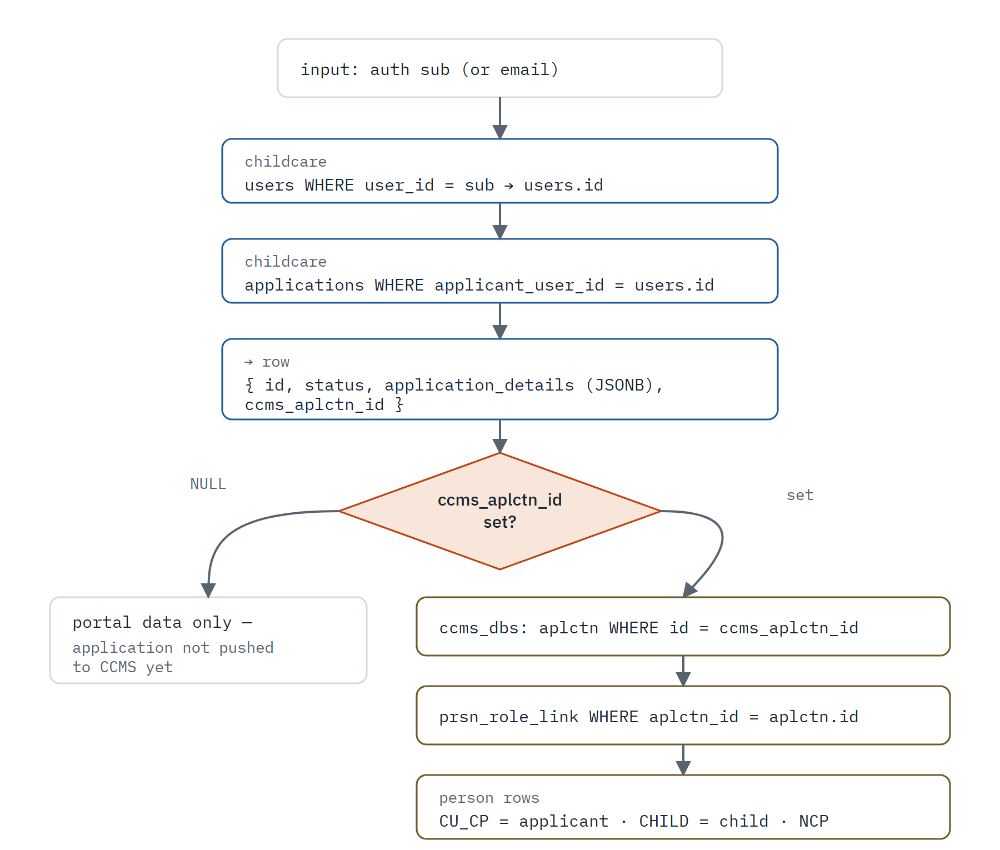 input: auth sub (or email)
childcare
users WHERE user_id = sub → users.id
childcare
applications WHERE applicant_user_id = users.id
→ row
{ id, status, application_details (JSONB),
ccms_aplctn_id }
NULL
ccms_aplctn_id
set?
set
portal data only —
application not pushed
to CCMS yet
ccms_dbs: aplctn WHERE id = ccms_aplctn_id
prsn_role_link WHERE aplctn_id = aplctn.id
person rows
CU_CP = applicant · CHILD = child · NCP